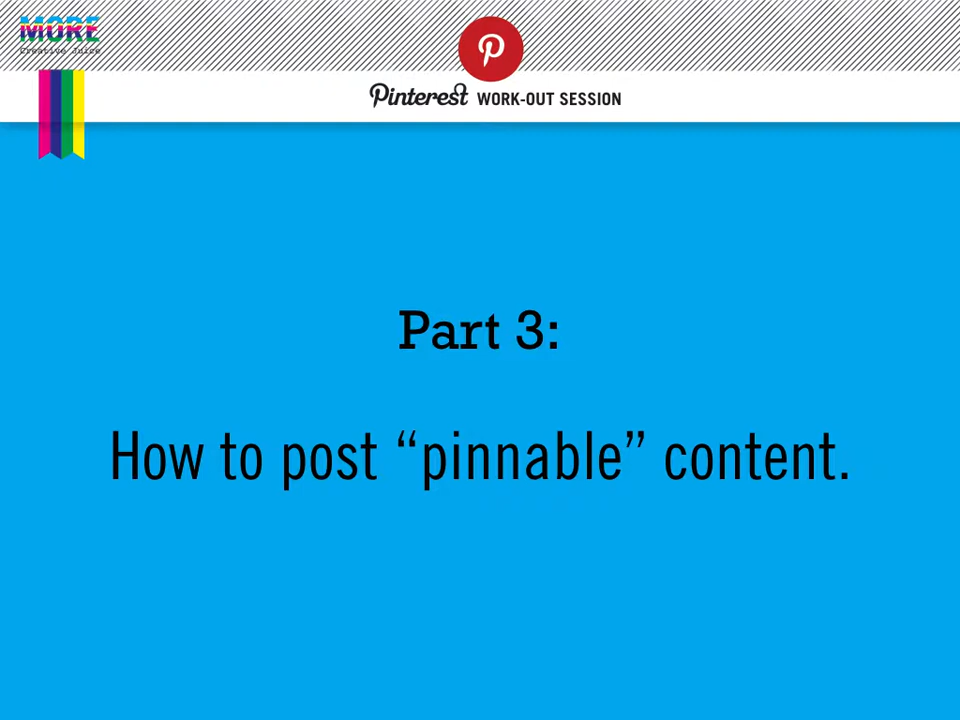 MORE
Creative Juice
Pinterest WORK-OUT SESSION
Part 3:
How to post “pinnable” content.